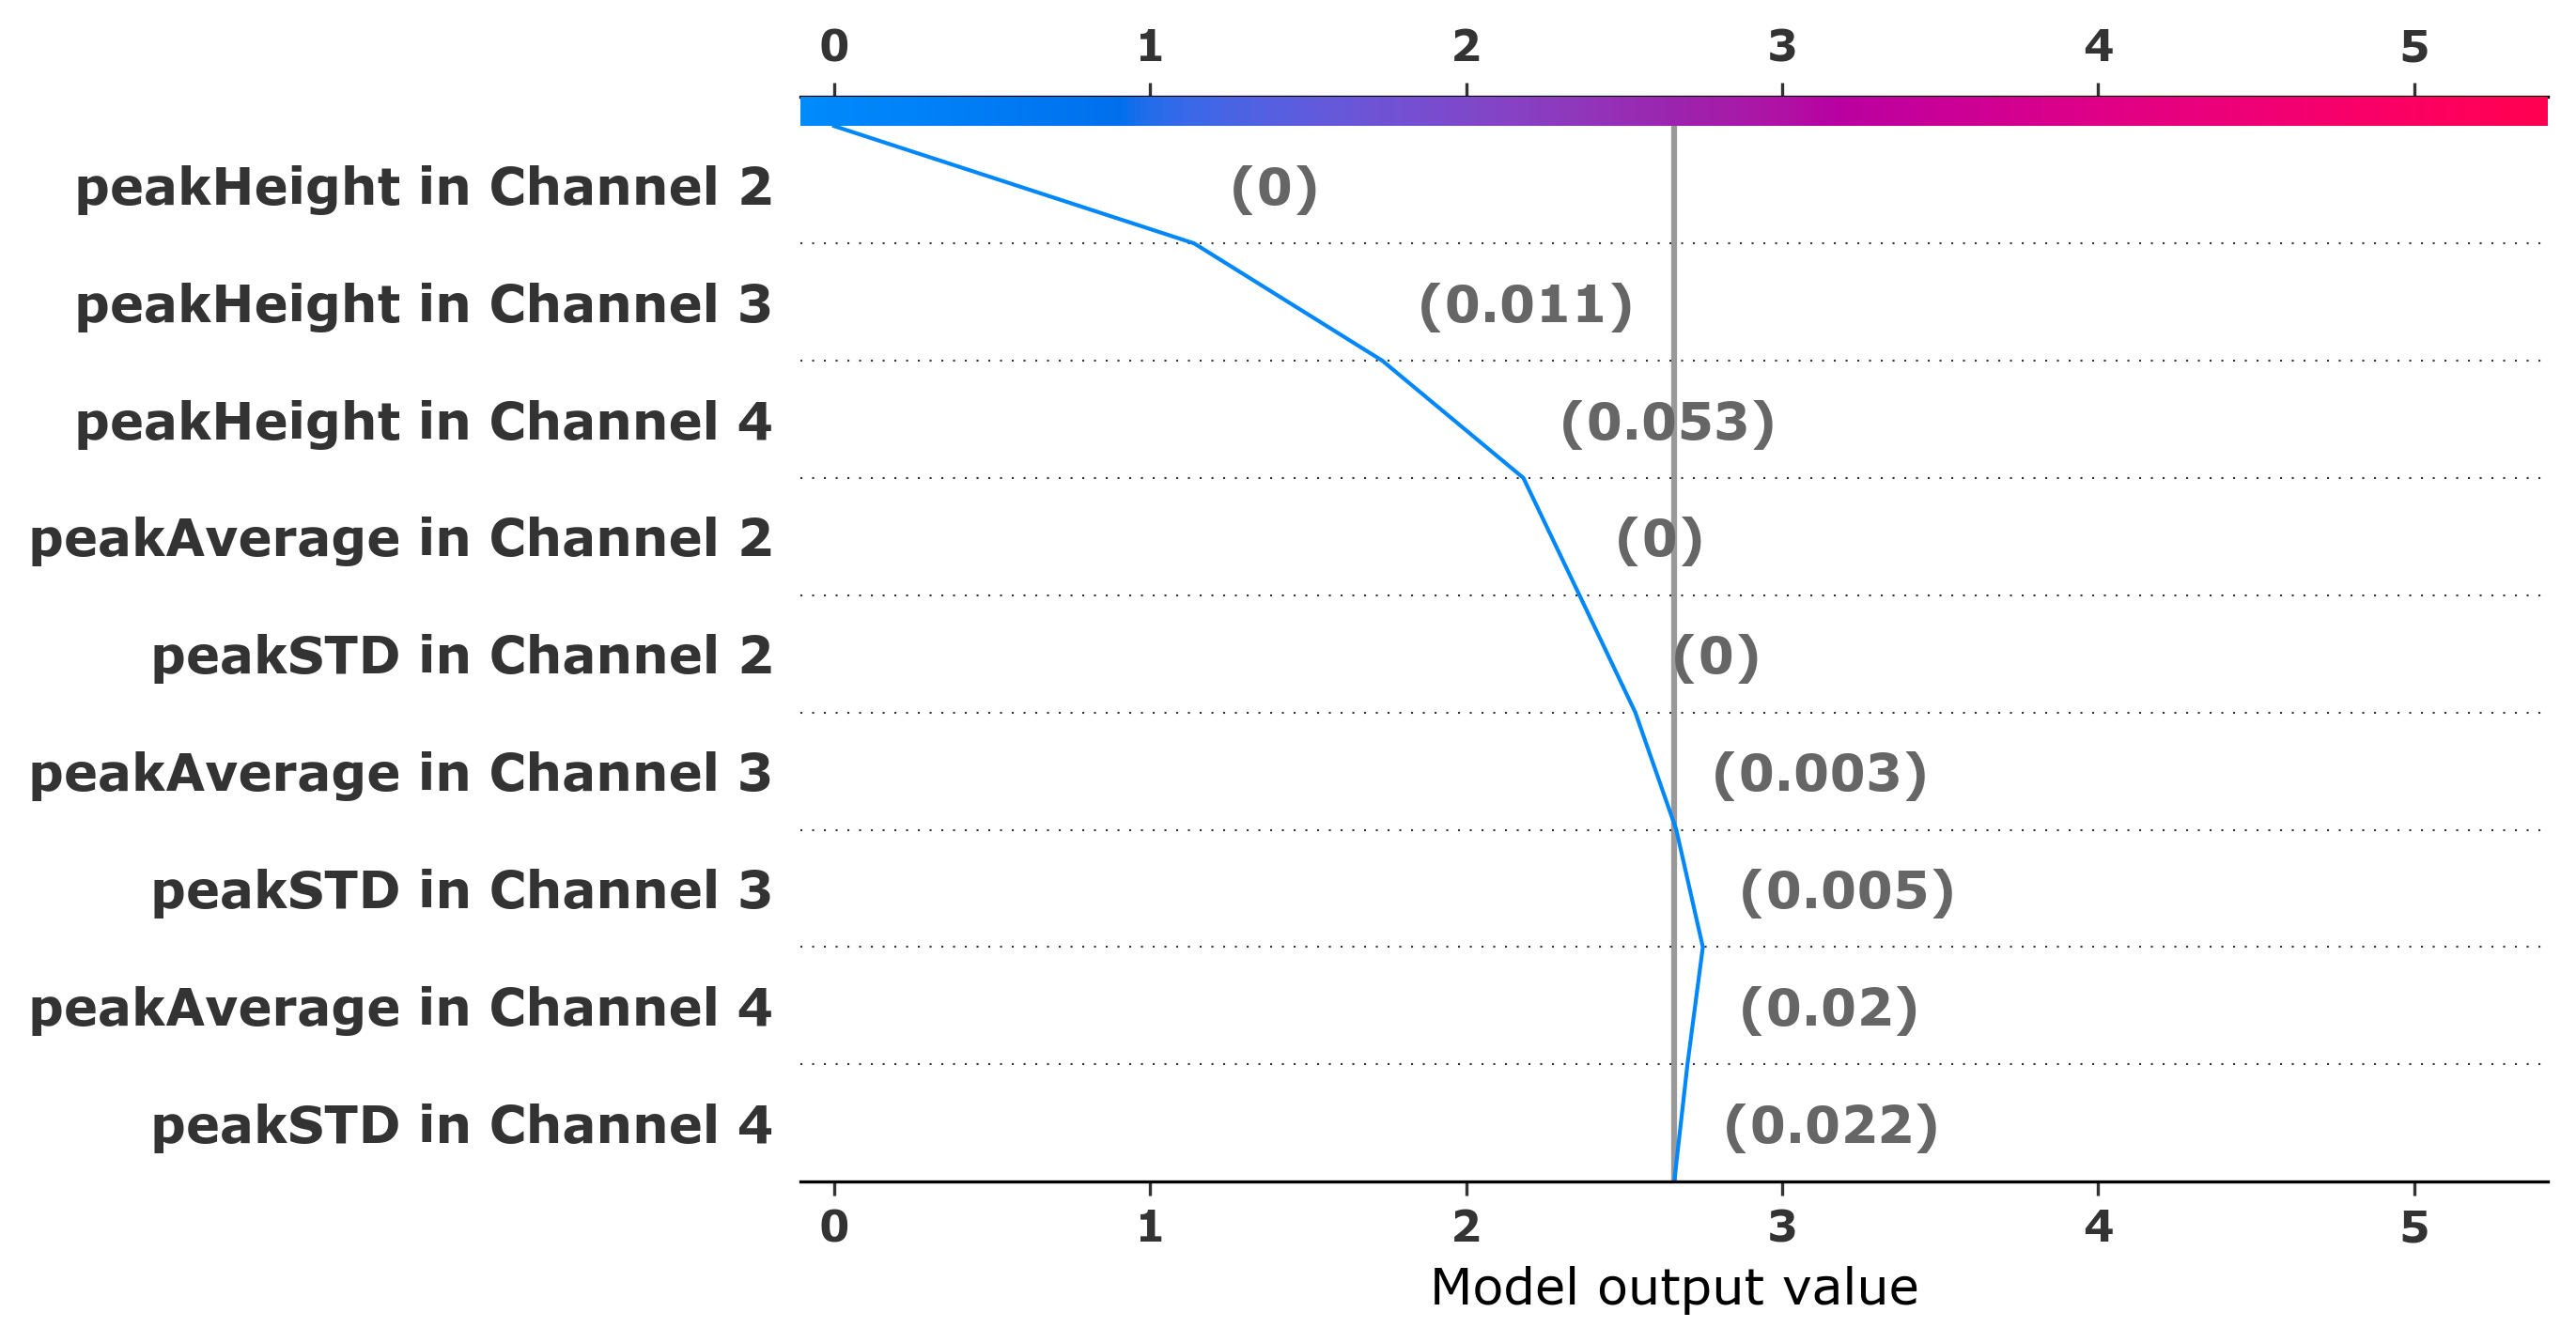 0 1 2 3 4 5
peakHeight in Channel 2 (0)
peakHeight in Channel 3 (0.011)
peakHeight in Channel 4 (0.053)
peakAverage in Channel 2 (0)
peakSTD in Channel 2 (0)
peakAverage in Channel 3 (0.003)
peakSTD in Channel 3 (0.005)
peakAverage in Channel 4 (0.02)
peakSTD in Channel 4 (0.022)
0 1 2 3 4 5
Model output value